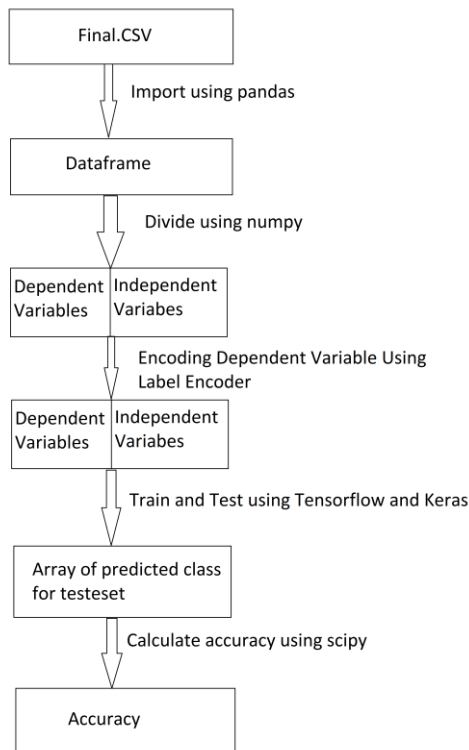 Final.CSV
Import using pandas
Dataframe
Divide using numpy
Dependent
Variables
Independent
Variabes
Encoding Dependent Variable Using
Label Encoder
Dependent
Variables
Independent
Variabes
Train and Test using Tensorflow and Keras
Array of predicted class
for testeset
Calculate accuracy using scipy
Accuracy